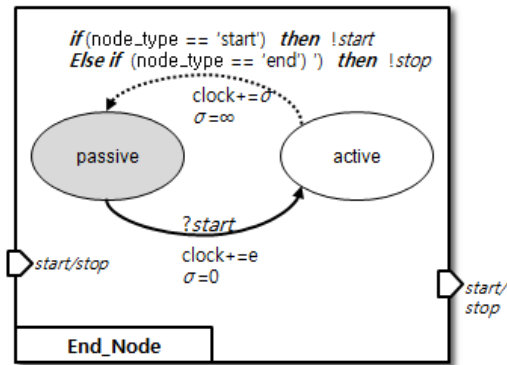 if(node_type == 'start') then !start
Else if (node_type == 'end') ') then !stop
clock+=σ
σ=∞
passive
active
?start
clock+=e
σ=0
start/stop
start/
stop
End_Node